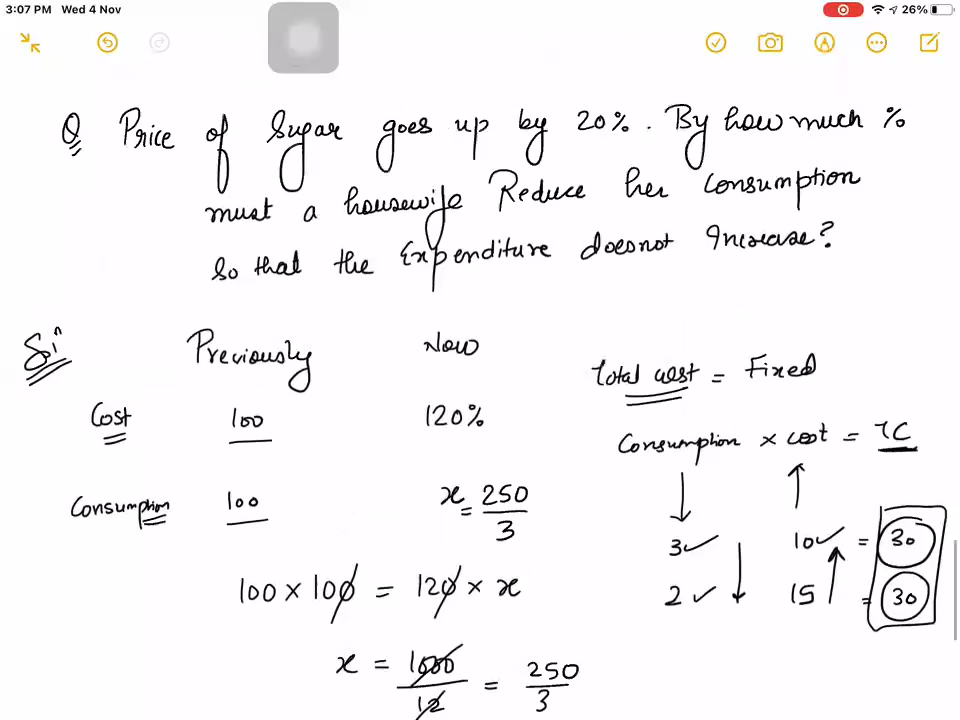 3:07 PM Wed 4 Nov
26%
Q Price of Sugar goes up by 20%. By how much %
must a housewife Reduce her consumption
so that the Expenditure doesnot Increase?
Sⁿ Previously Now
Total cost = Fixed
Cost 100 120%
Consumption × cost = TC
Consumption 100 x = 250/3
3 10 = 30
100 × 100 = 120 × x
2 15 = 30
x = 1000/12 = 250/3